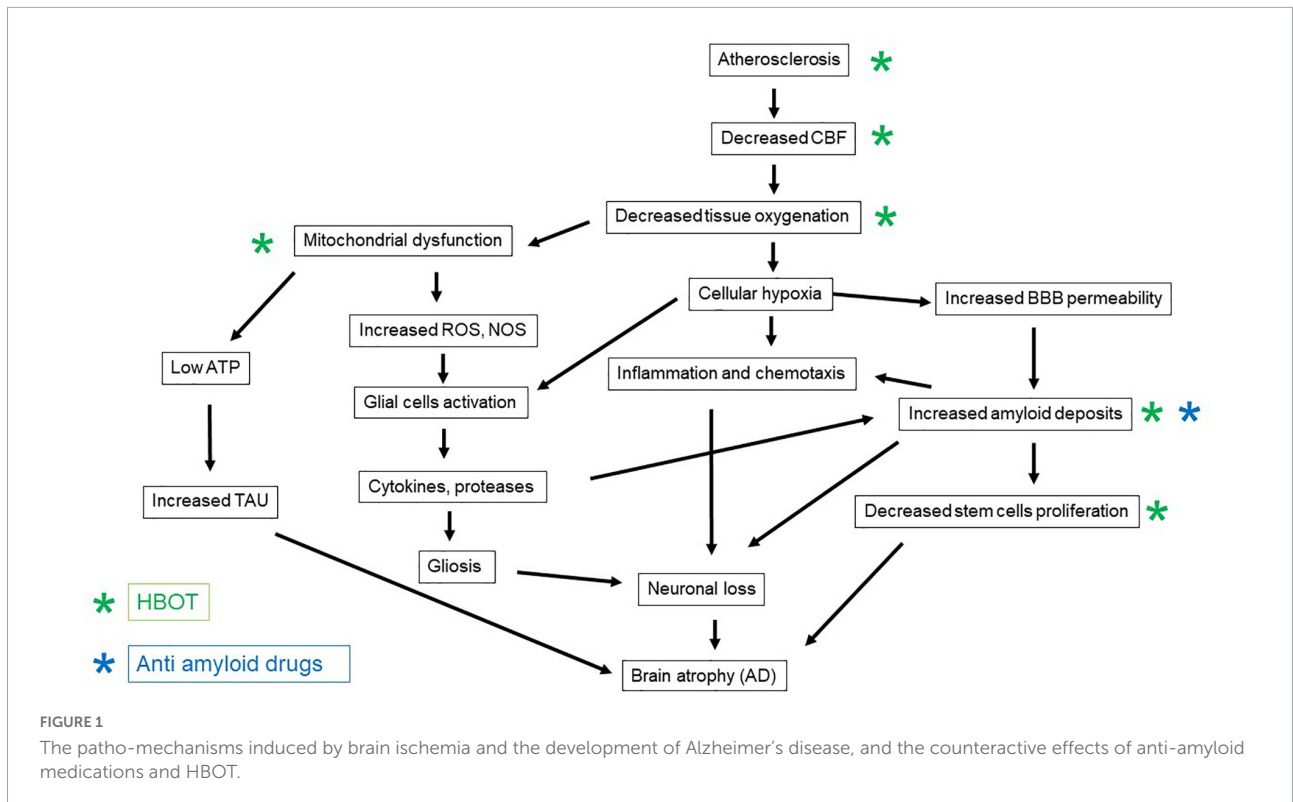 Atherosclerosis
Decreased CBF
Decreased tissue oxygenation
Mitochondrial dysfunction
Cellular hypoxia
Increased BBB permeability
Increased ROS, NOS
Low ATP
Inflammation and chemotaxis
Glial cells activation
Increased amyloid deposits
Cytokines, proteases
Increased TAU
Decreased stem cells proliferation
Gliosis
Neuronal loss
HBOT
Anti amyloid drugs
Brain atrophy (AD)
FIGURE 1
The patho-mechanisms induced by brain ischemia and the development of Alzheimer’s disease, and the counteractive effects of anti-amyloid
medications and HBOT.